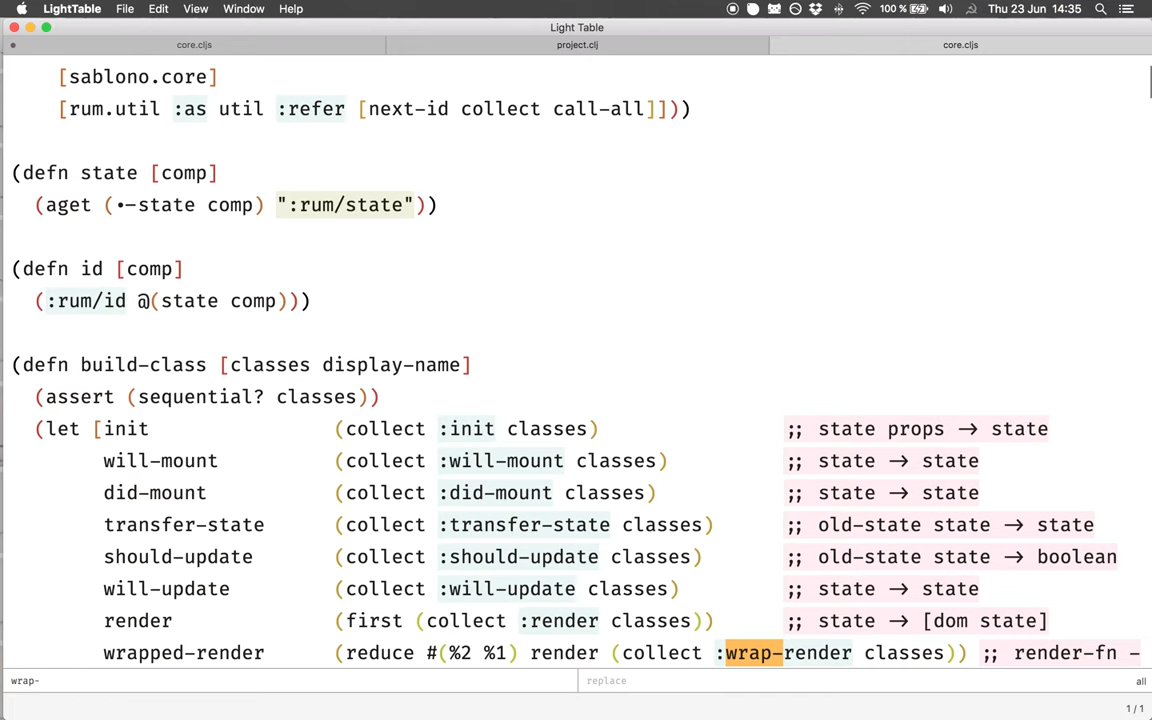 LightTable File Edit View Window Help 100 % Thu 23 Jun 14:35
Light Table
core.cljs project.clj core.cljs
[sablono.core]
[rum.util :as util :refer [next-id collect call-all]]))
(defn state [comp]
(aget (•-state comp) ":rum/state"))
(defn id [comp]
(:rum/id @(state comp)))
(defn build-class [classes display-name]
(assert (sequential? classes))
(let [init (collect :init classes) ;; state props → state
will-mount (collect :will-mount classes) ;; state → state
did-mount (collect :did-mount classes) ;; state → state
transfer-state (collect :transfer-state classes) ;; old-state state → state
should-update (collect :should-update classes) ;; old-state state → boolean
will-update (collect :will-update classes) ;; state → state
render (first (collect :render classes)) ;; state → [dom state]
wrapped-render (reduce #(%2 %1) render (collect :wrap-render classes)) ;; render-fn -
wrap- replace all
1 / 1